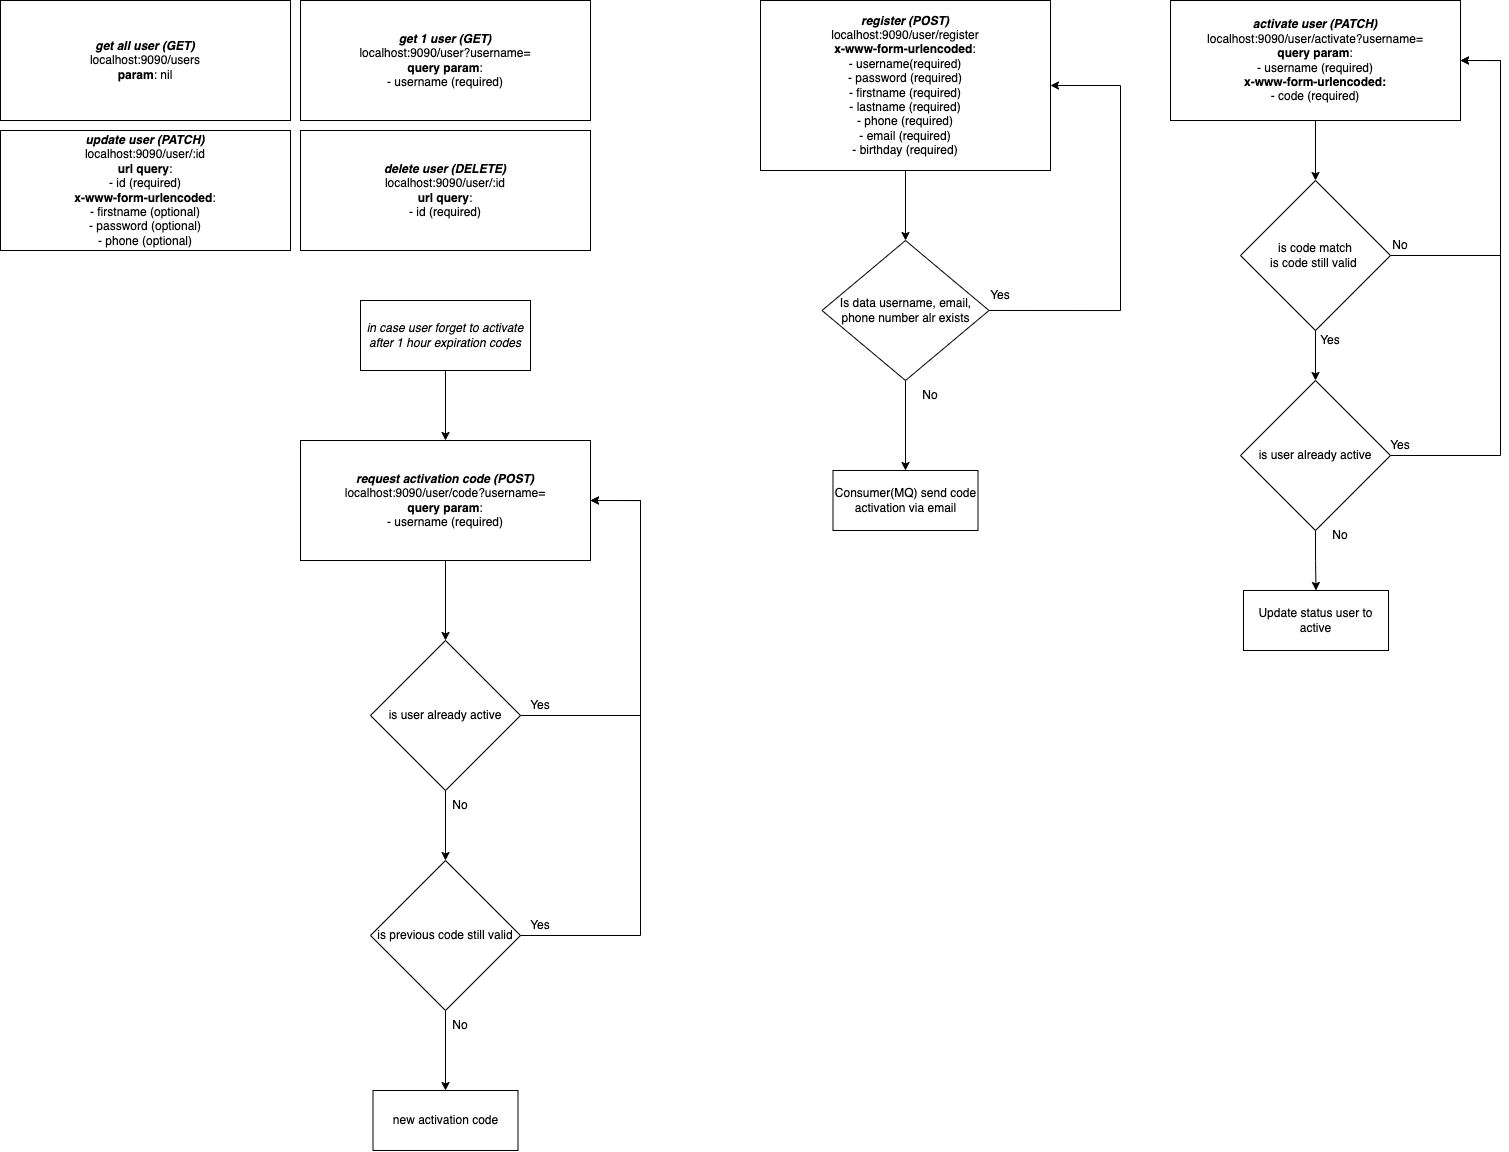 get all user (GET)
localhost:9090/users
param: nil
get 1 user (GET)
localhost:9090/user?username=
query param:
- username (required)
update user (PATCH)
localhost:9090/user/:id
url query:
- id (required)
x-www-form-urlencoded:
- firstname (optional)
- password (optional)
- phone (optional)
delete user (DELETE)
localhost:9090/user/:id
url query:
- id (required)
in case user forget to activate
after 1 hour expiration codes
request activation code (POST)
localhost:9090/user/code?username=
query param:
- username (required)
is user already active
Yes
No
is previous code still valid
Yes
No
new activation code
register (POST)
localhost:9090/user/register
x-www-form-urlencoded:
- username(required)
- password (required)
- firstname (required)
- lastname (required)
- phone (required)
- email (required)
- birthday (required)
Is data username, email,
phone number alr exists
Yes
No
Consumer(MQ) send code
activation via email
activate user (PATCH)
localhost:9090/user/activate?username=
query param:
- username (required)
x-www-form-urlencoded:
- code (required)
is code match
is code still valid
No
Yes
is user already active
Yes
No
Update status user to
active